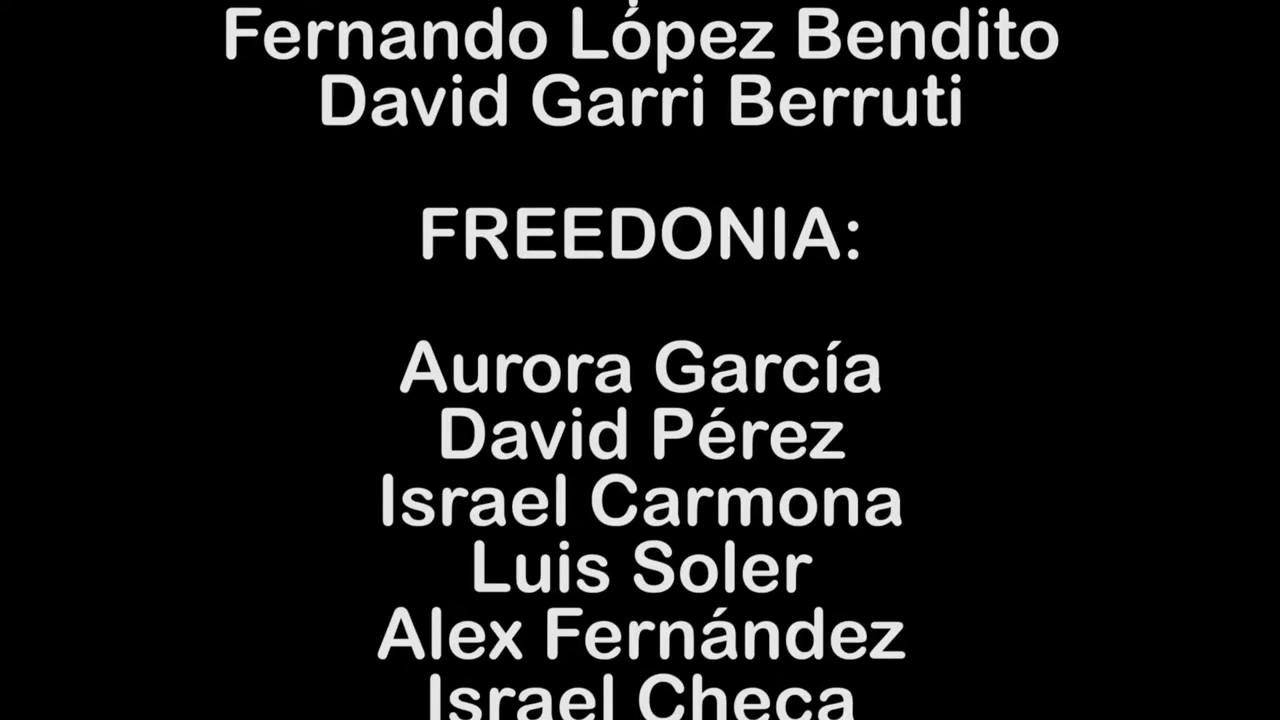 Fernando López Bendito
David Garri Berruti
FREEDONIA:
Aurora García
David Pérez
Israel Carmona
Luis Soler
Alex Fernández
Israel Checa